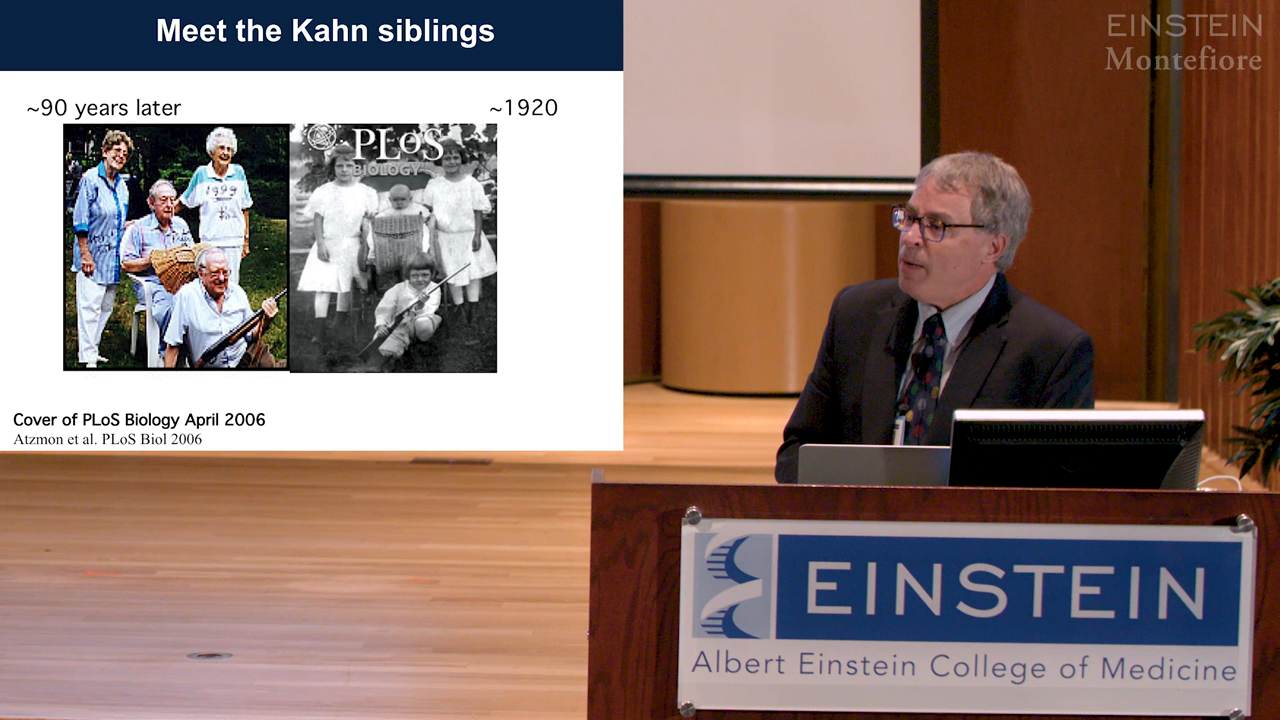 Meet the Kahn siblings
~90 years later
~1920
1999
PLoS
BIOLOGY
Cover of PLoS Biology April 2006
Atzmon et al. PLoS Biol 2006
EINSTEIN
Montefiore
EINSTEIN
Albert Einstein College of Medicine